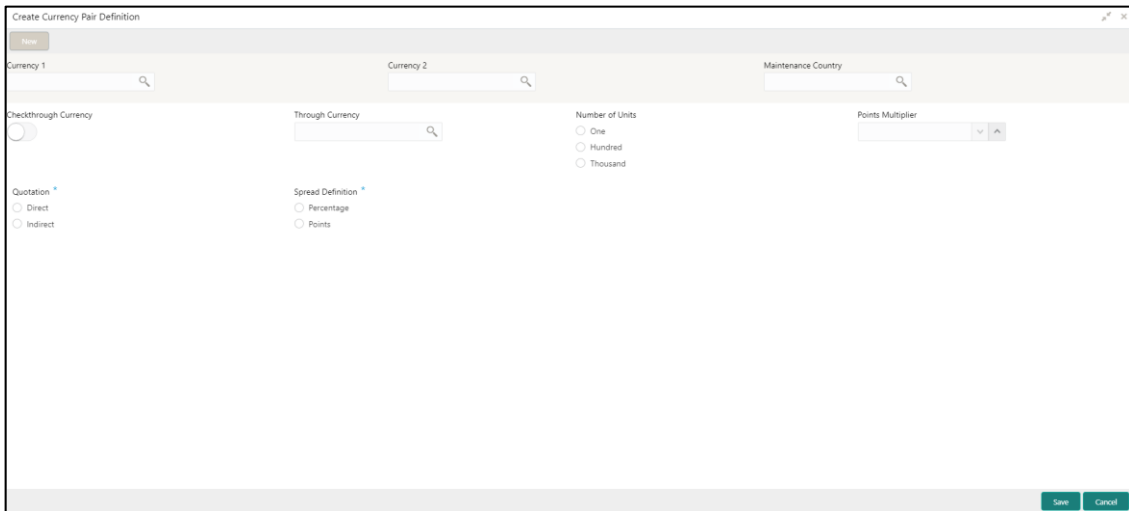 Create Currency Pair Definition
New
Currency 1
Currency 2
Maintenance Country
Checkthrough Currency
Through Currency
Number of Units
Points Multiplier
One
Hundred
Thousand
Quotation *
Spread Definition *
Direct
Percentage
Indirect
Points
Save
Cancel